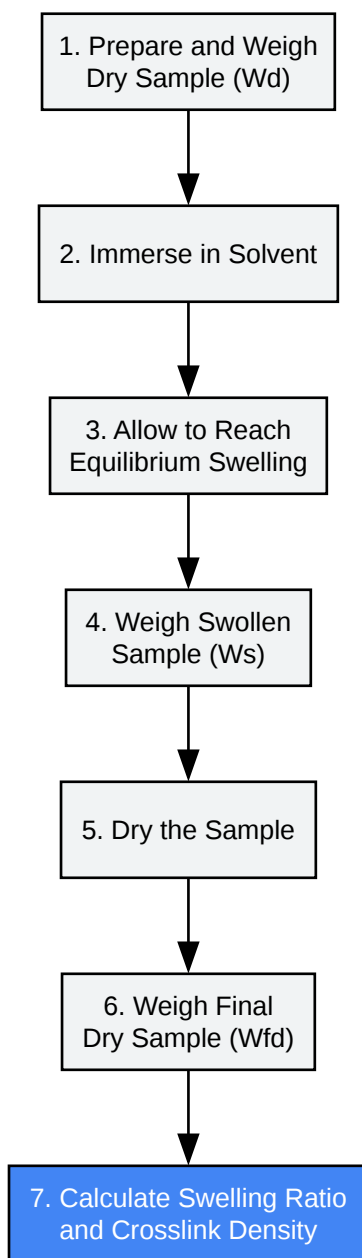 1. Prepare and Weigh
Dry Sample (Wd)
2. Immerse in Solvent
3. Allow to Reach
Equilibrium Swelling
4. Weigh Swollen
Sample (Ws)
5. Dry the Sample
6. Weigh Final
Dry Sample (Wfd)
7. Calculate Swelling Ratio
and Crosslink Density